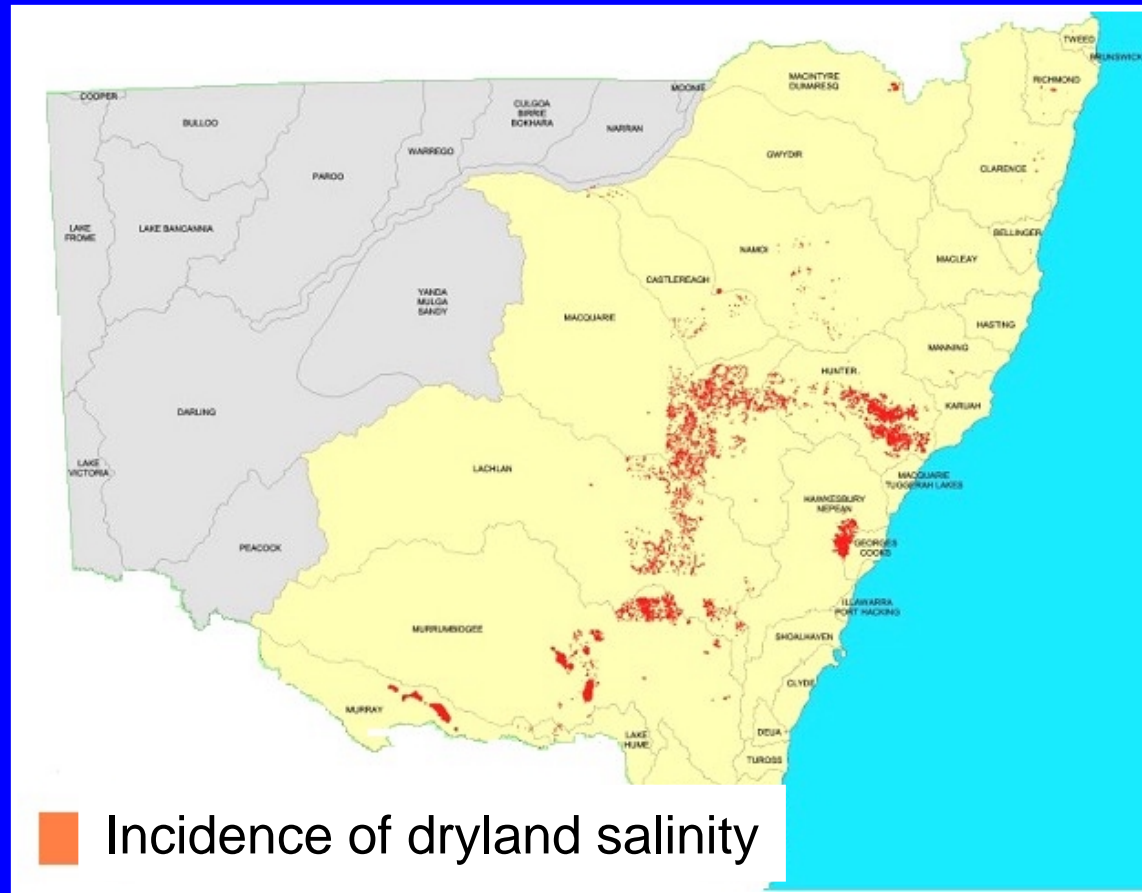 TWEED
BRUNSWICK
MACINTYRE
DUMARESQ
RICHMOND
COOPER
MOONIE
CULGOA
BIRRIE
BOKHARA
BULLOO
NARRAN
WARREGO
GWYDIR
PAROO
CLARENCE
LAKE
FROME
LAKE BANCANNIA
BELLINGER
NAMOI
MACLEAY
CASTLEREAGH
YANDA
MULGA
SANDY
MACQUARIE
HASTING
MANNING
HUNTER
KARUAH
DARLING
LAKE
VICTORIA
LACHLAN
MACQUARIE
TUGGERAH LAKES
HAWKESBURY
NEPEAN
GEORGES
COOKS
PEACOCK
ILLAWARRA
PORT HACKING
MURRUMBIDGEE
SHOALHAVEN
CLYDE
MURRAY
LAKE
HUME
DEUA
TUROSS
Incidence of dryland salinity